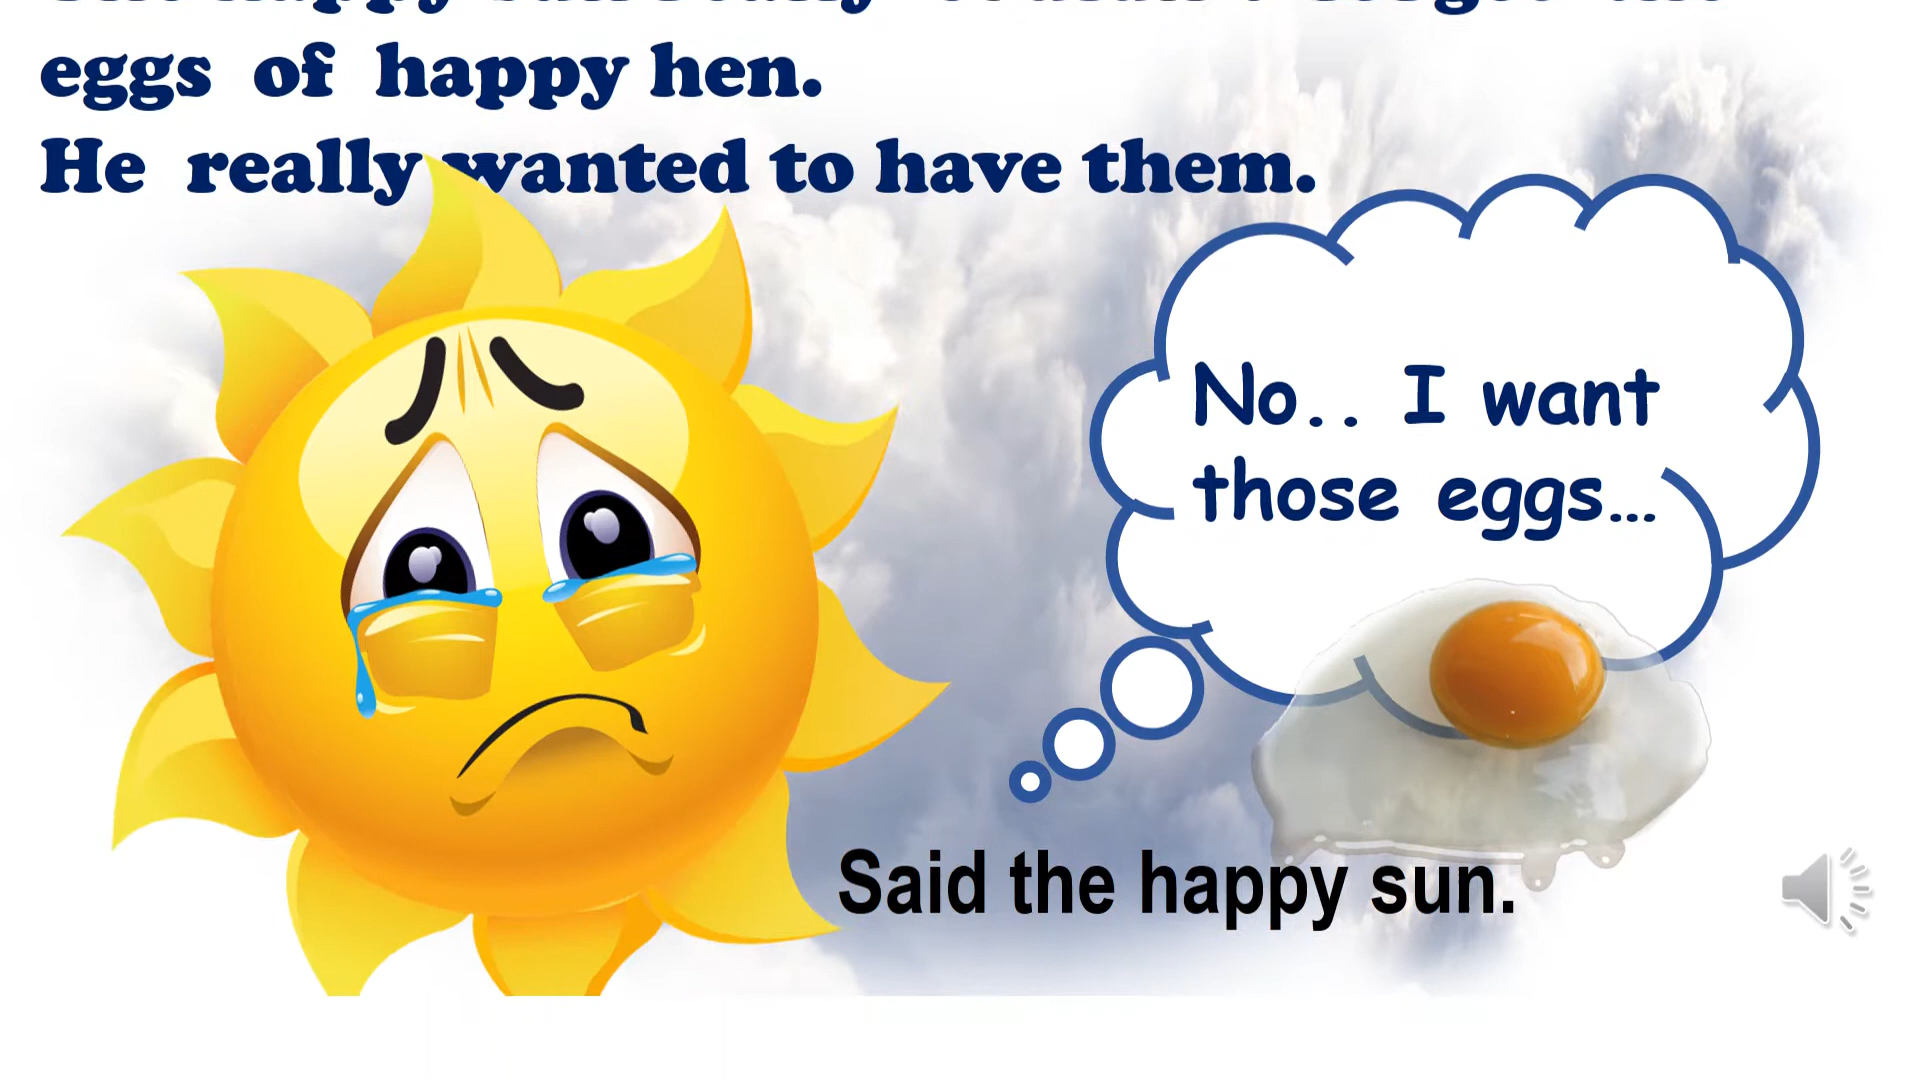 eggs of happy hen.
He really wanted to have them.
No.. I want
those eggs...
Said the happy sun.